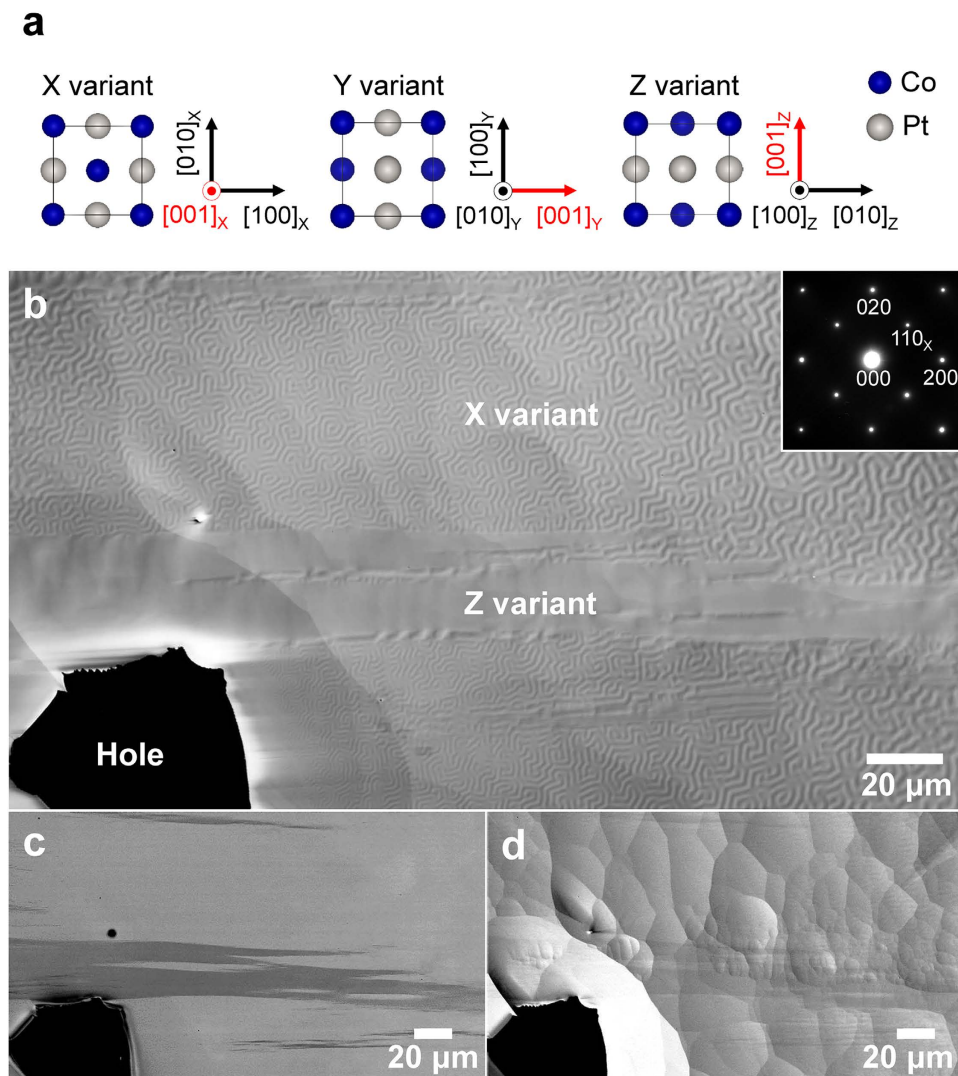 a
X variant
Y variant
Z variant
Co
Pt
[010]X
[001]X
[100]X
[100]Y
[010]Y
[001]Y
[001]Z
[100]Z
[010]Z
b
020
110X
000
200
X variant
Z variant
Hole
20 µm
c
20 µm
d
20 µm